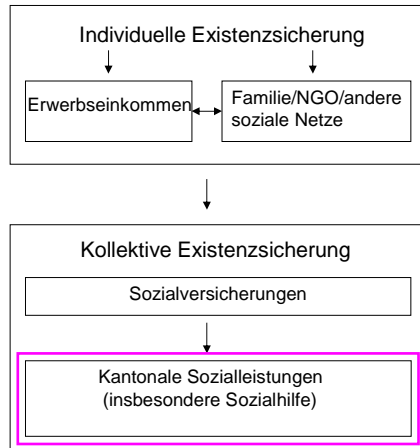 Individuelle Existenzsicherung
Erwerbseinkommen
Familie/NGO/andere
soziale Netze
Kollektive Existenzsicherung
Sozialversicherungen
Kantonale Sozialleistungen
(insbesondere Sozialhilfe)